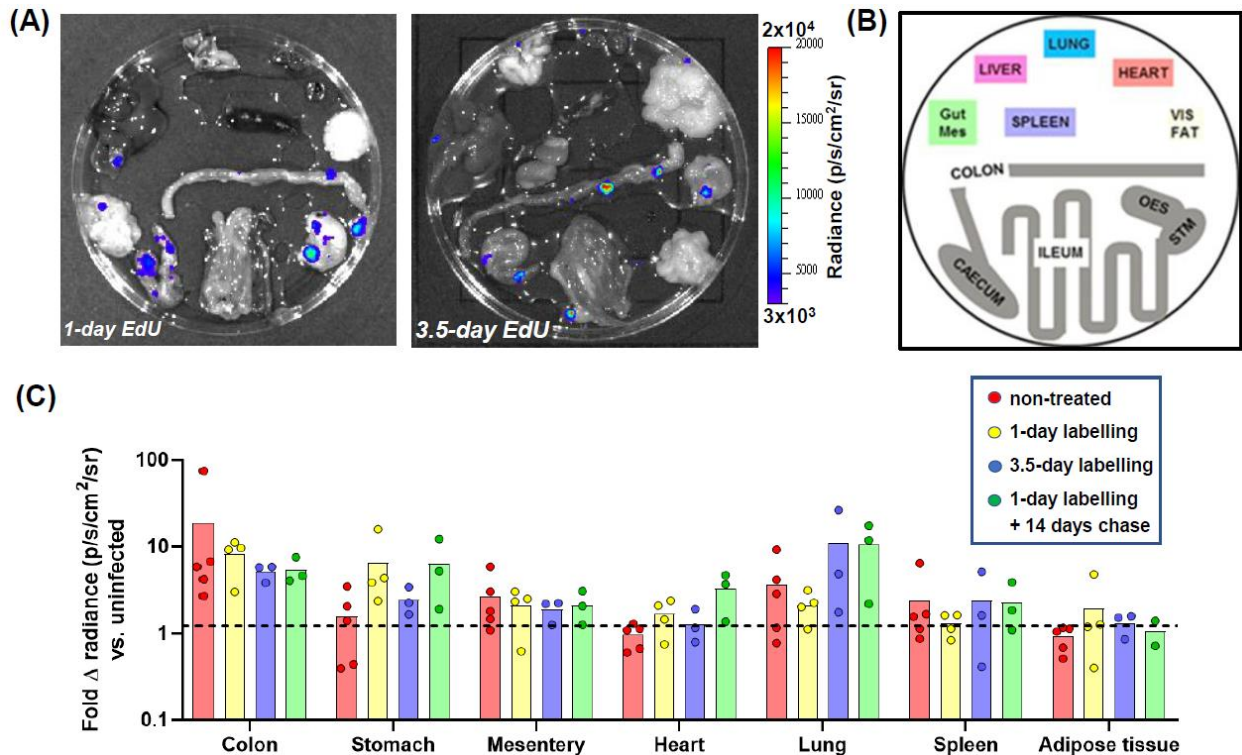 (A)
1-day EdU
3.5-day EdU
2x10⁴
20000
15000
10000
5000
3x10³
Radiance (p/s/cm²/sr)
(B)
LUNG
LIVER
HEART
Gut
Mes
SPLEEN
VIS
FAT
COLON
OES
STM
ILEUM
CAECUM
(C)
non-treated
1-day labelling
3.5-day labelling
1-day labelling
+ 14 days chase
Fold Δ radiance (p/s/cm²/sr)
vs. uninfected
100
10
1
0.1
Colon Stomach Mesentery Heart Lung Spleen Adipose tissue